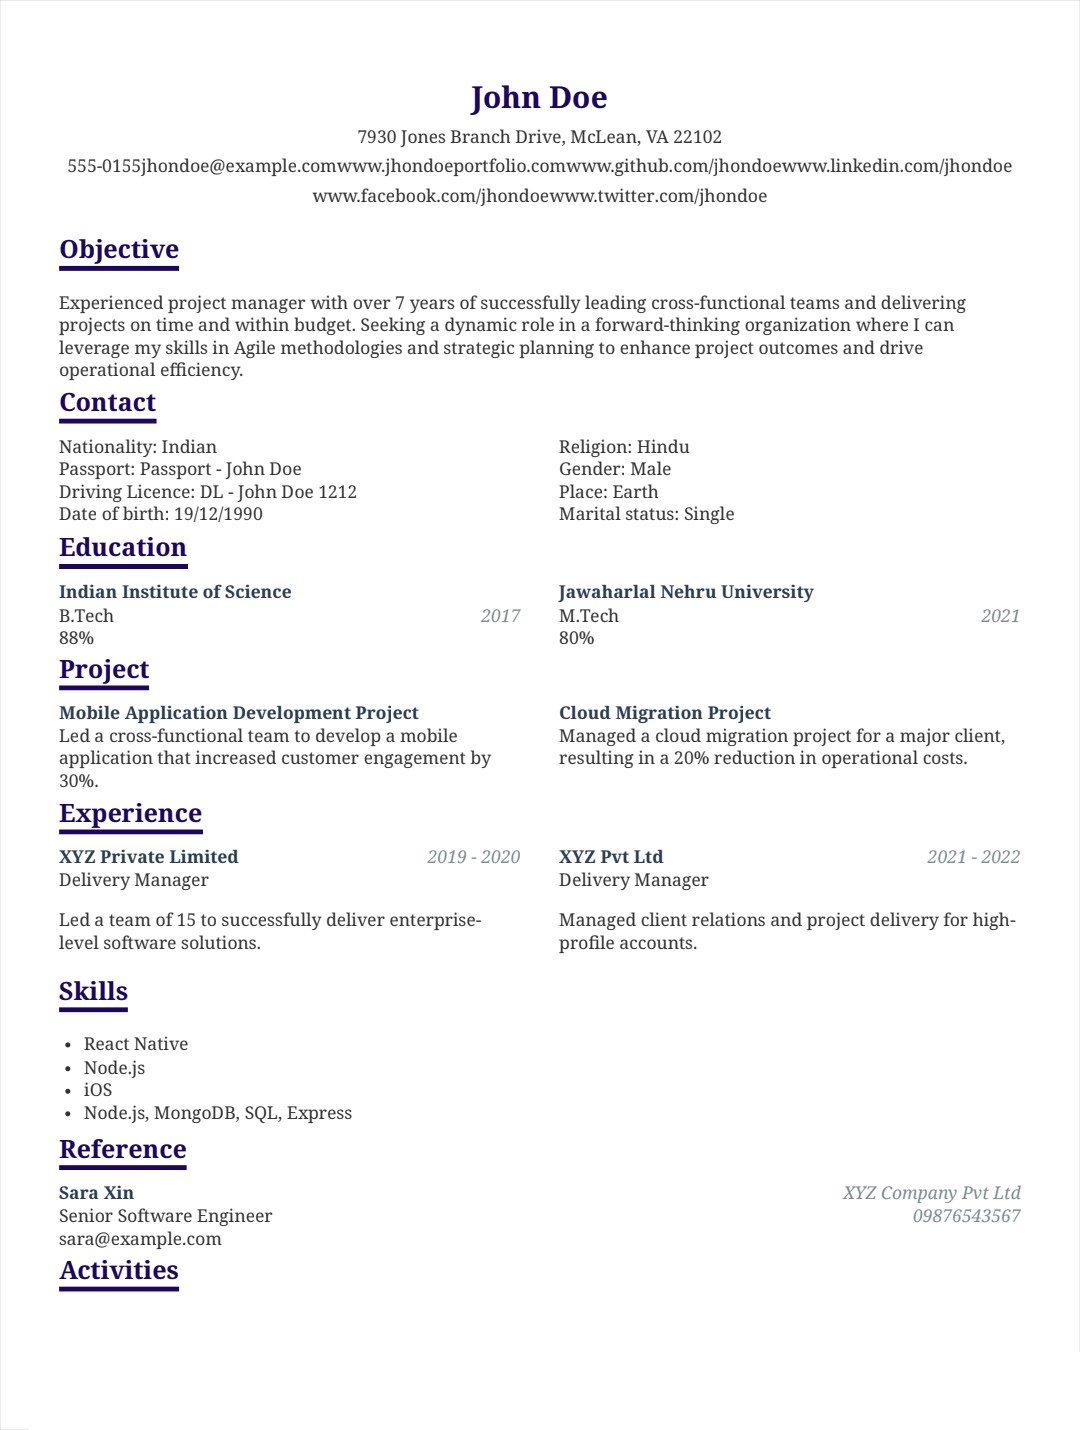 John Doe
7930 Jones Branch Drive, McLean, VA 22102
555-0155jhondoe@example.comwww.jhondoeportfolio.comwww.github.com/jhondoewww.linkedin.com/jhondoe
www.facebook.com/jhondoewww.twitter.com/jhondoe
Objective
Experienced project manager with over 7 years of successfully leading cross-functional teams and delivering
projects on time and within budget. Seeking a dynamic role in a forward-thinking organization where I can
leverage my skills in Agile methodologies and strategic planning to enhance project outcomes and drive
operational efficiency.
Contact
Nationality: Indian
Passport: Passport - John Doe
Driving Licence: DL - John Doe 1212
Date of birth: 19/12/1990
Religion: Hindu
Gender: Male
Place: Earth
Marital status: Single
Education
Indian Institute of Science
B.Tech 2017
88%
Jawaharlal Nehru University
M.Tech 2021
80%
Project
Mobile Application Development Project
Led a cross-functional team to develop a mobile
application that increased customer engagement by
30%.
Cloud Migration Project
Managed a cloud migration project for a major client,
resulting in a 20% reduction in operational costs.
Experience
XYZ Private Limited 2019 - 2020
Delivery Manager
Led a team of 15 to successfully deliver enterprise-
level software solutions.
XYZ Pvt Ltd 2021 - 2022
Delivery Manager
Managed client relations and project delivery for high-
profile accounts.
Skills
• React Native
• Node.js
• iOS
• Node.js, MongoDB, SQL, Express
Reference
Sara Xin XYZ Company Pvt Ltd
Senior Software Engineer 09876543567
sara@example.com
Activities